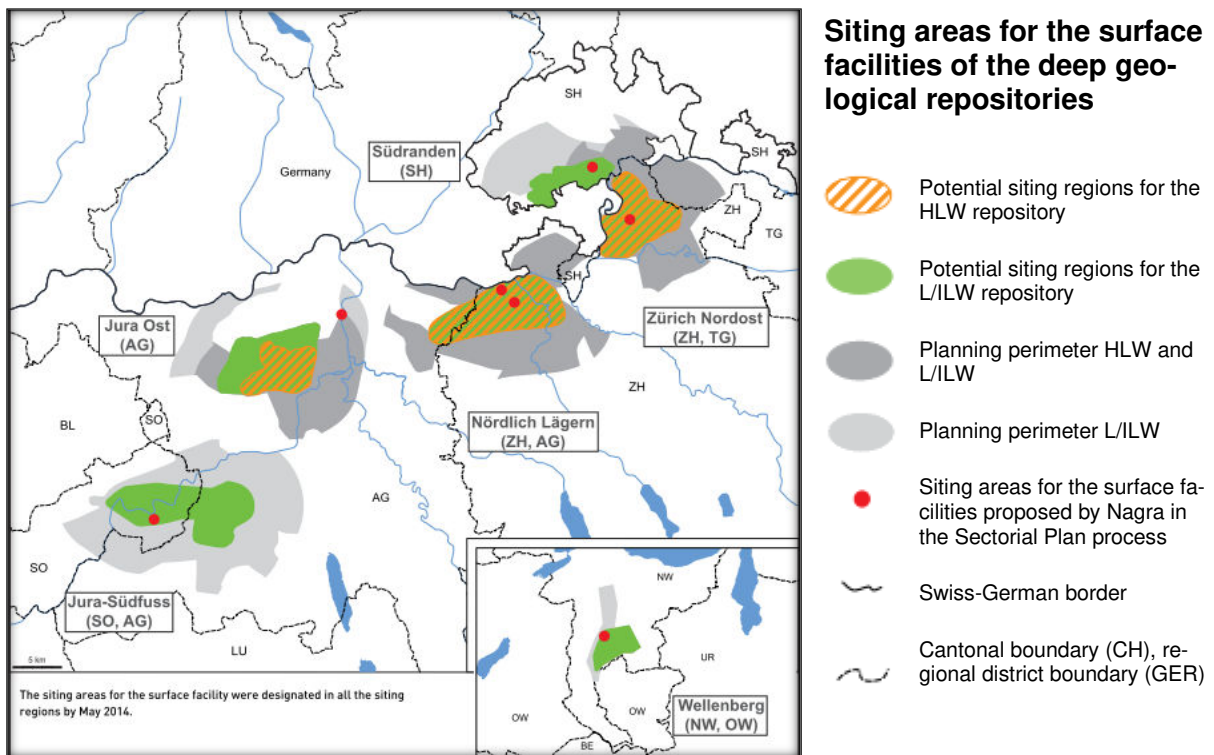 SH
Südranden
(SH)
SH
Germany
ZH
TG
SH
Jura Ost
(AG)
Zürich Nordost
(ZH, TG)
ZH
Nördlich Lägern
(ZH, AG)
BL
SO
AG
SO
Jura-Südfuss
(SO, AG)
LU
5 km
NW
UR
Wellenberg
(NW, OW)
OW
OW
BE
The siting areas for the surface facility were designated in all the siting
regions by May 2014.
Siting areas for the surface
facilities of the deep geo-
logical repositories
Potential siting regions for the
HLW repository
Potential siting regions for the
L/ILW repository
Planning perimeter HLW and
L/ILW
Planning perimeter L/ILW
Siting areas for the surface fa-
cilities proposed by Nagra in
the Sectorial Plan process
Swiss-German border
Cantonal boundary (CH), re-
gional district boundary (GER)